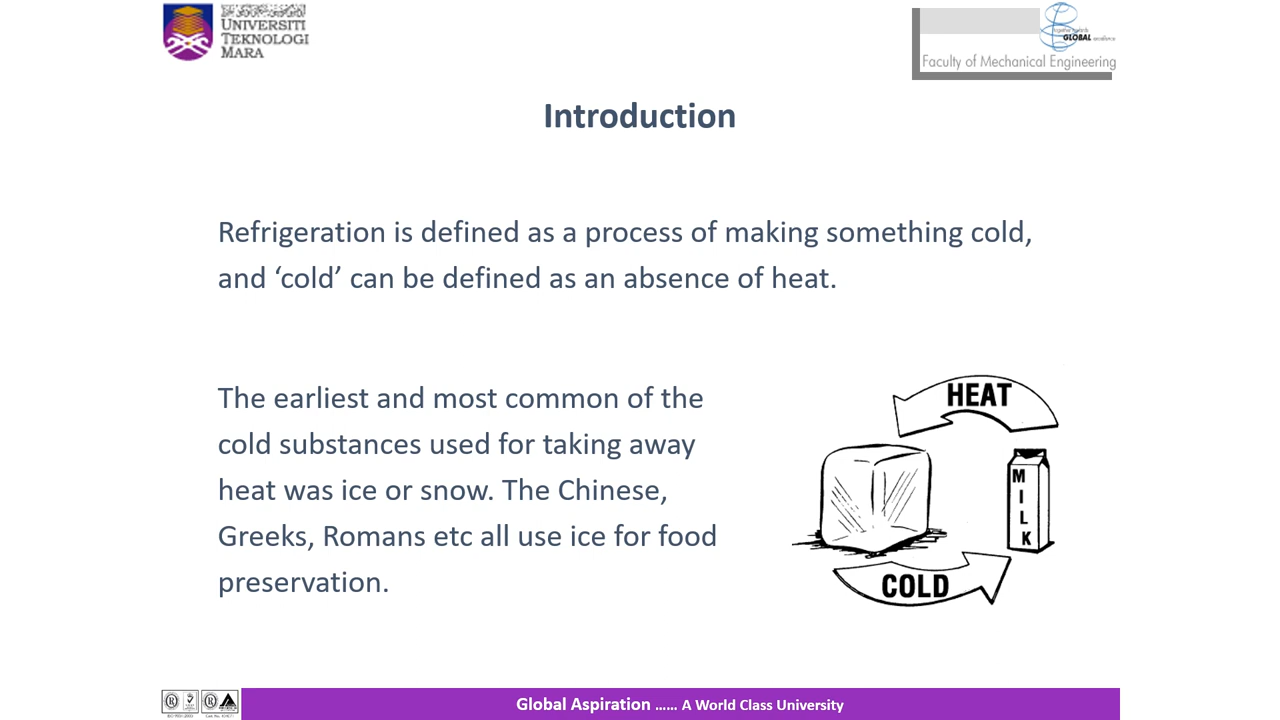 UNIVERSITI
TEKNOLOGI
MARA
GLOBAL
Faculty of Mechanical Engineering
Introduction
Refrigeration is defined as a process of making something cold,
and ‘cold’ can be defined as an absence of heat.
The earliest and most common of the
cold substances used for taking away
heat was ice or snow. The Chinese,
Greeks, Romans etc all use ice for food
preservation.
HEAT
MILK
COLD
Global Aspiration …… A World Class University